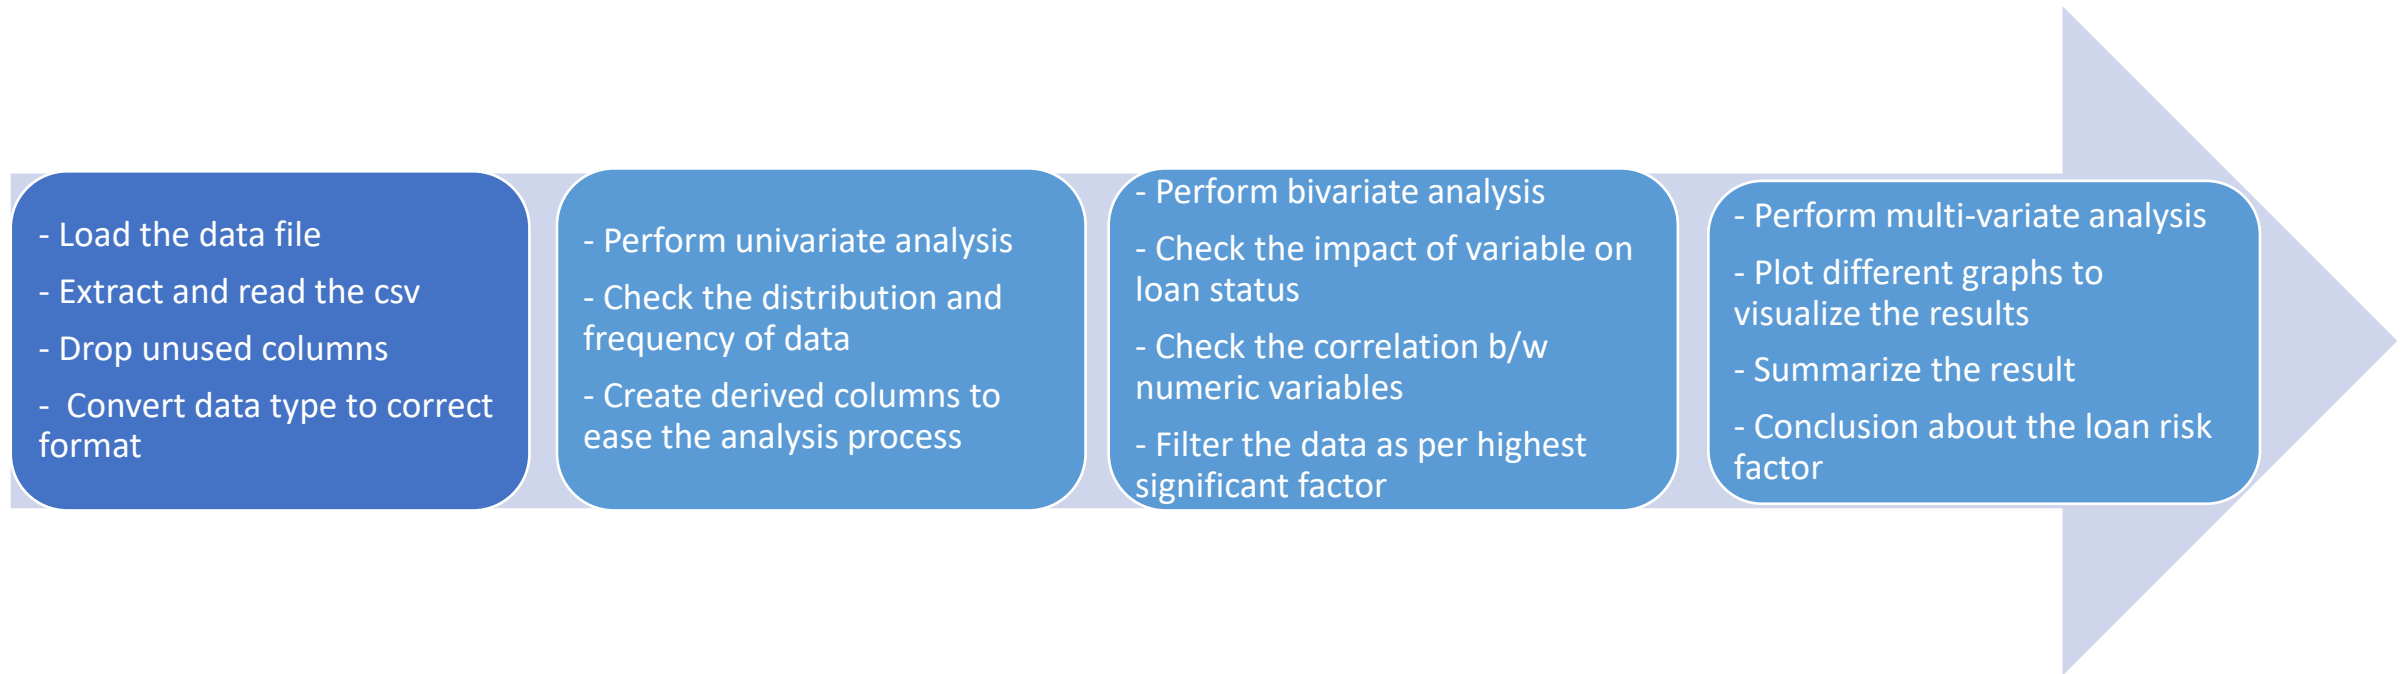 - Load the data file
- Extract and read the csv
- Drop unused columns
-  Convert data type to correct
format
- Perform univariate analysis
- Check the distribution and
frequency of data
- Create derived columns to
ease the analysis process
- Perform bivariate analysis
- Check the impact of variable on
loan status
- Check the correlation b/w
numeric variables
- Filter the data as per highest
significant factor
- Perform multi-variate analysis
- Plot different graphs to
visualize the results
- Summarize the result
- Conclusion about the loan risk
factor